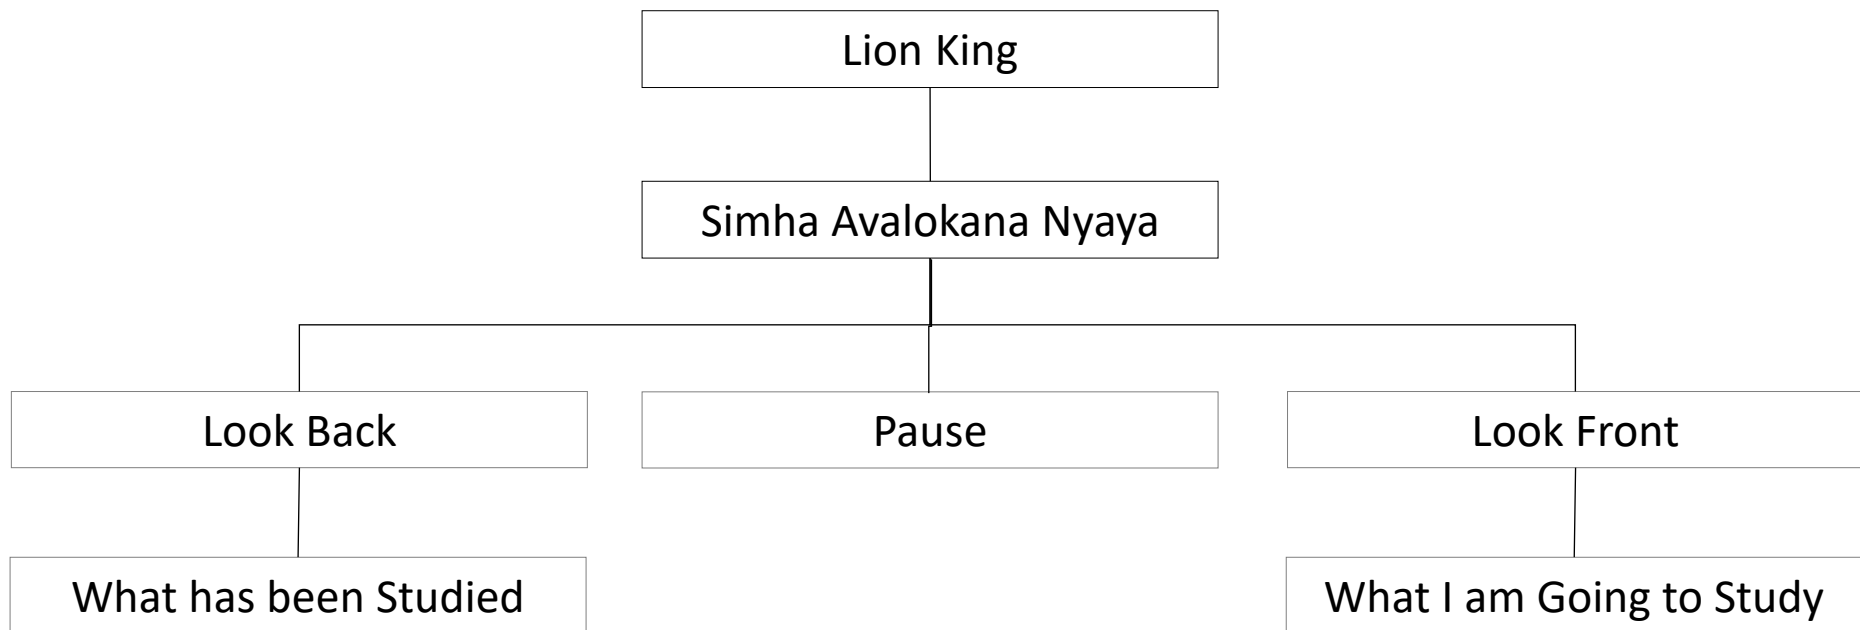 Lion King
Simha Avalokana Nyaya
Look Back
Pause
Look Front
What has been Studied
What I am Going to Study